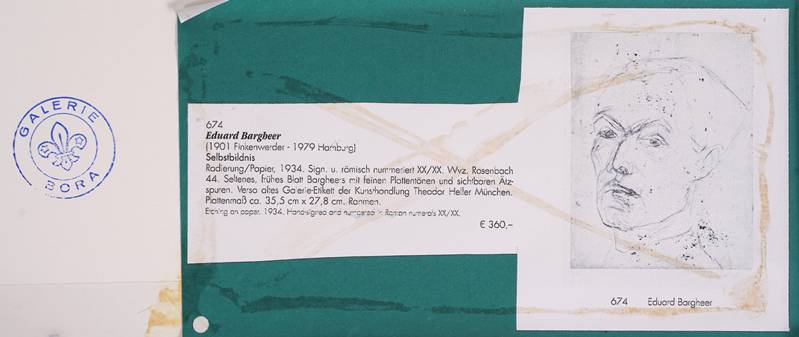 GALERIE
BORA
674
Eduard Bargheer
(1901 Finkenwerder - 1979 Hamburg)
Selbstbildnis
Radierung/Papier, 1934. Sign. u. römisch nummeriert XX/XX. Wvz. Rosenbach
44. Seltenes, frühes Blatt Bargheers mit feinen Plattentönen und sichtbaren Ätz-
spuren. Verso altes Galerie-Etikett der Kunsthandlung Theodor Heller München.
Plattenmaß ca. 35,5 cm x 27,8 cm. Rahmen.
Etching on paper. 1934. Hand-signed and numbered in Roman numerals XX/XX.
€ 360,–
674 Eduard Bargheer